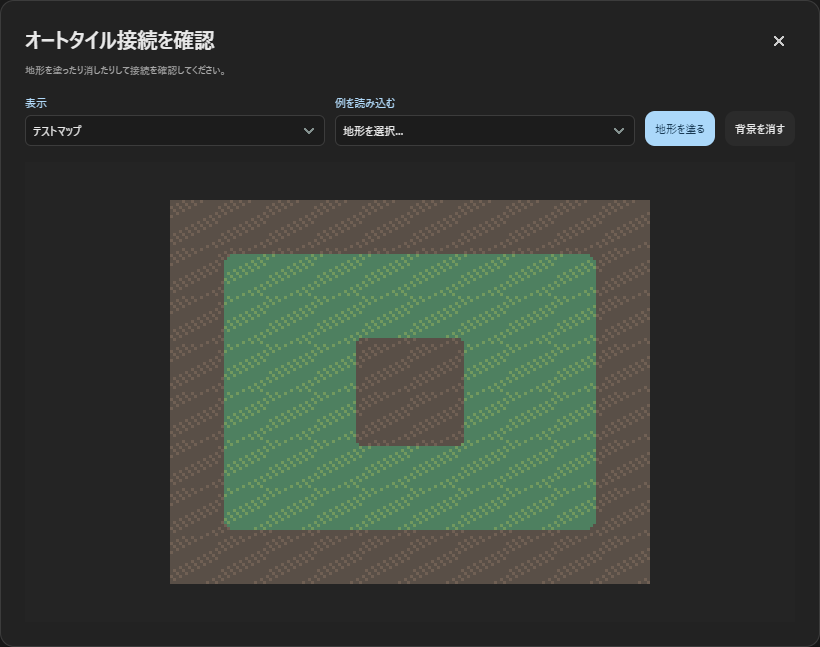 オートタイル接続を確認
地形を塗ったり消したりして接続を確認してください。
表示
例を読み込む
テストマップ
地形を選択...
地形を塗る
背景を消す